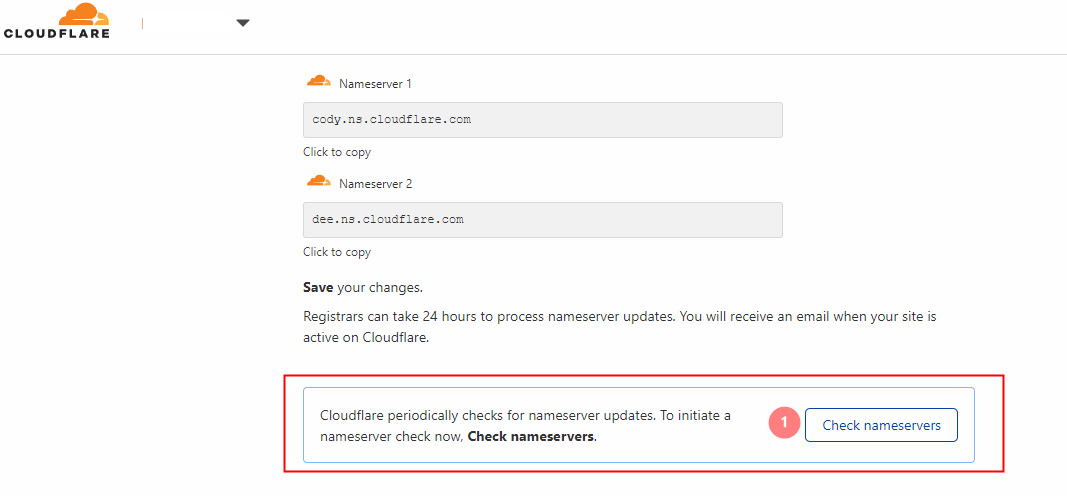 CLOUDFLARE
Nameserver 1
cody.ns.cloudflare.com
Click to copy
Nameserver 2
dee.ns.cloudflare.com
Click to copy
Save your changes.
Registrars can take 24 hours to process nameserver updates. You will receive an email when your site is
active on Cloudflare.
Cloudflare periodically checks for nameserver updates. To initiate a
nameserver check now, Check nameservers.
1
Check nameservers